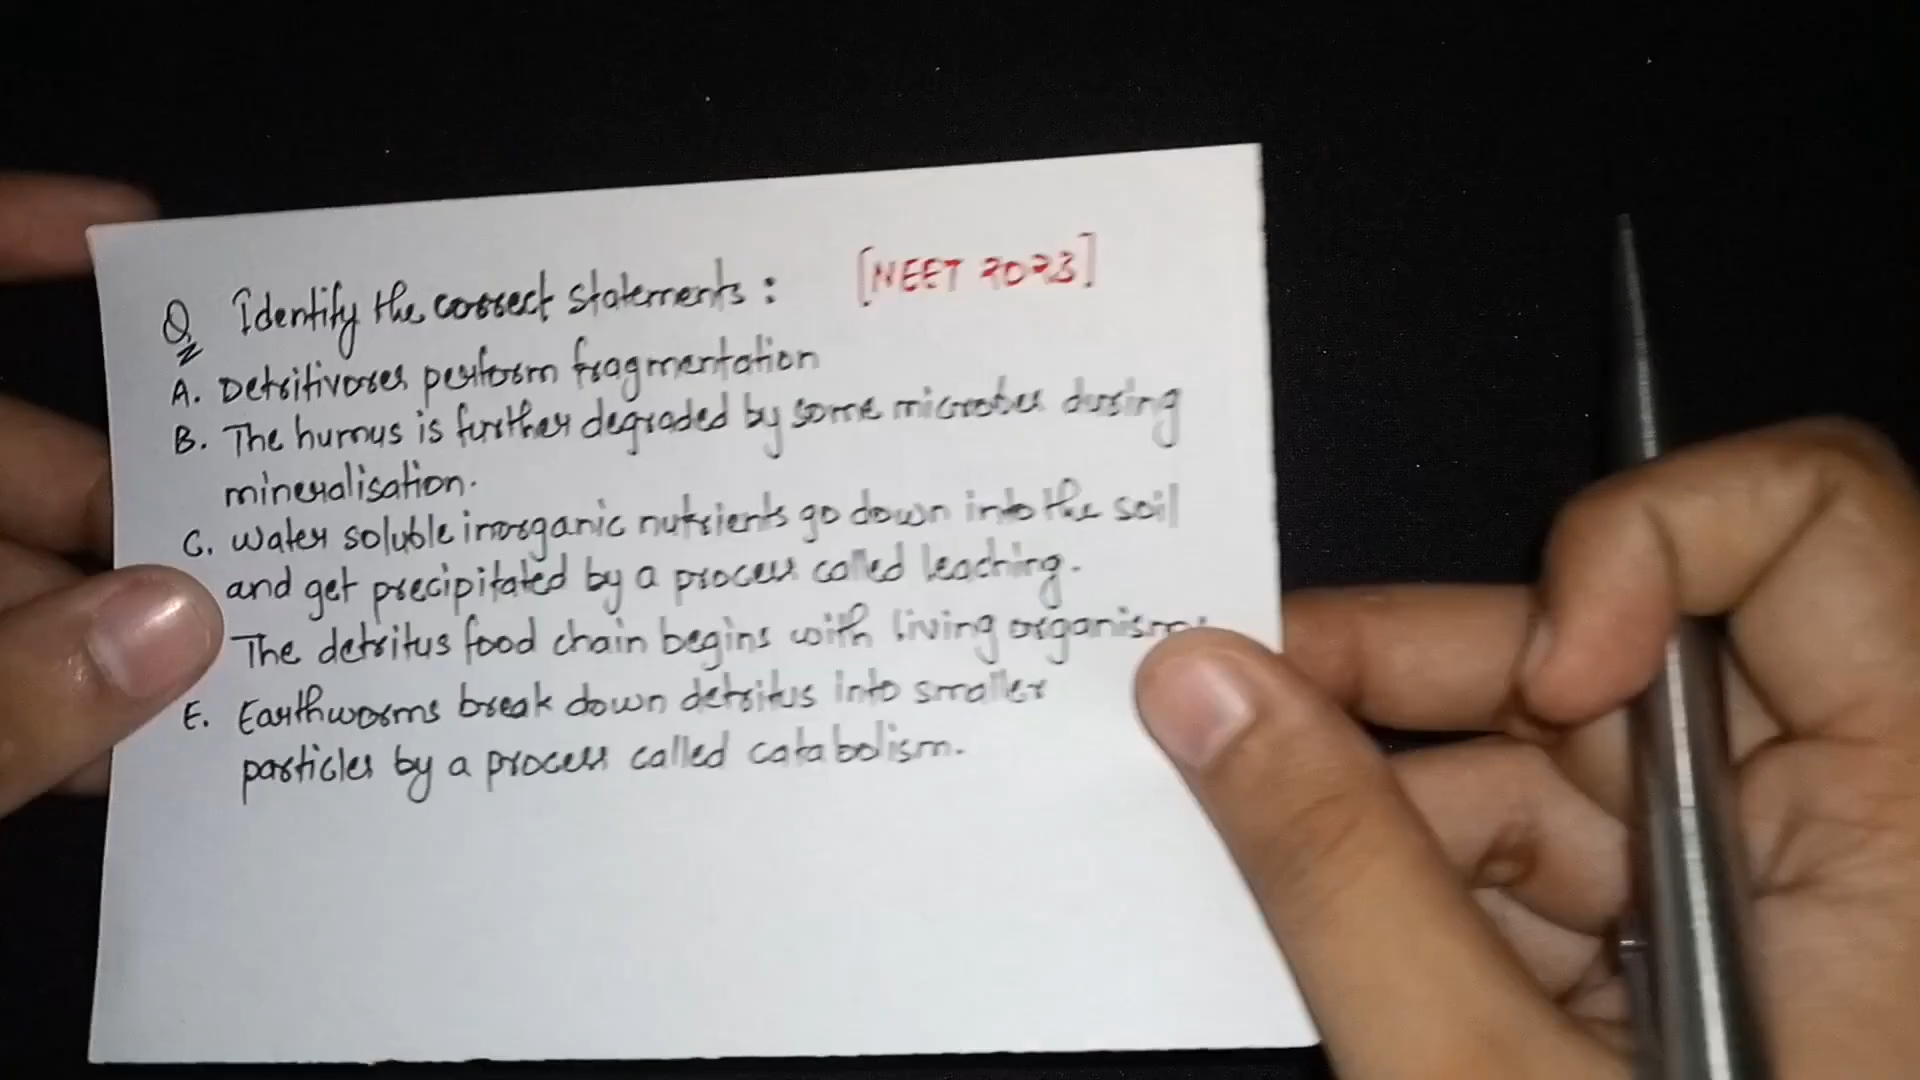 Q Identify the correct statements : [NEET 2023]
A. Detritivores perform fragmentation
B. The humus is further degraded by some microbes during
mineralisation.
C. Water soluble inorganic nutrients go down into the soil
and get precipitated by a process called leaching.
The detritus food chain begins with living organisms
E. Earthworms break down detritus into smaller
particles by a process called catabolism.